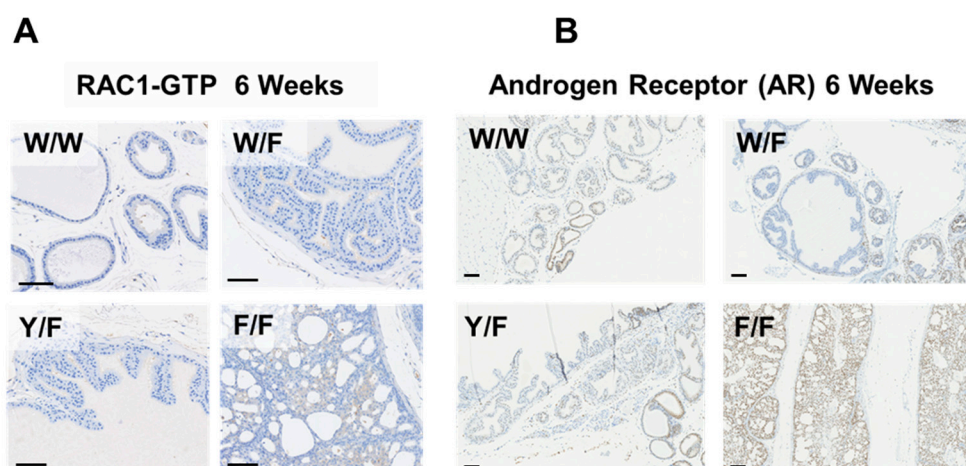 A
B
RAC1-GTP 6 Weeks
Androgen Receptor (AR) 6 Weeks
W/W
W/F
W/W
W/F
Y/F
F/F
Y/F
F/F